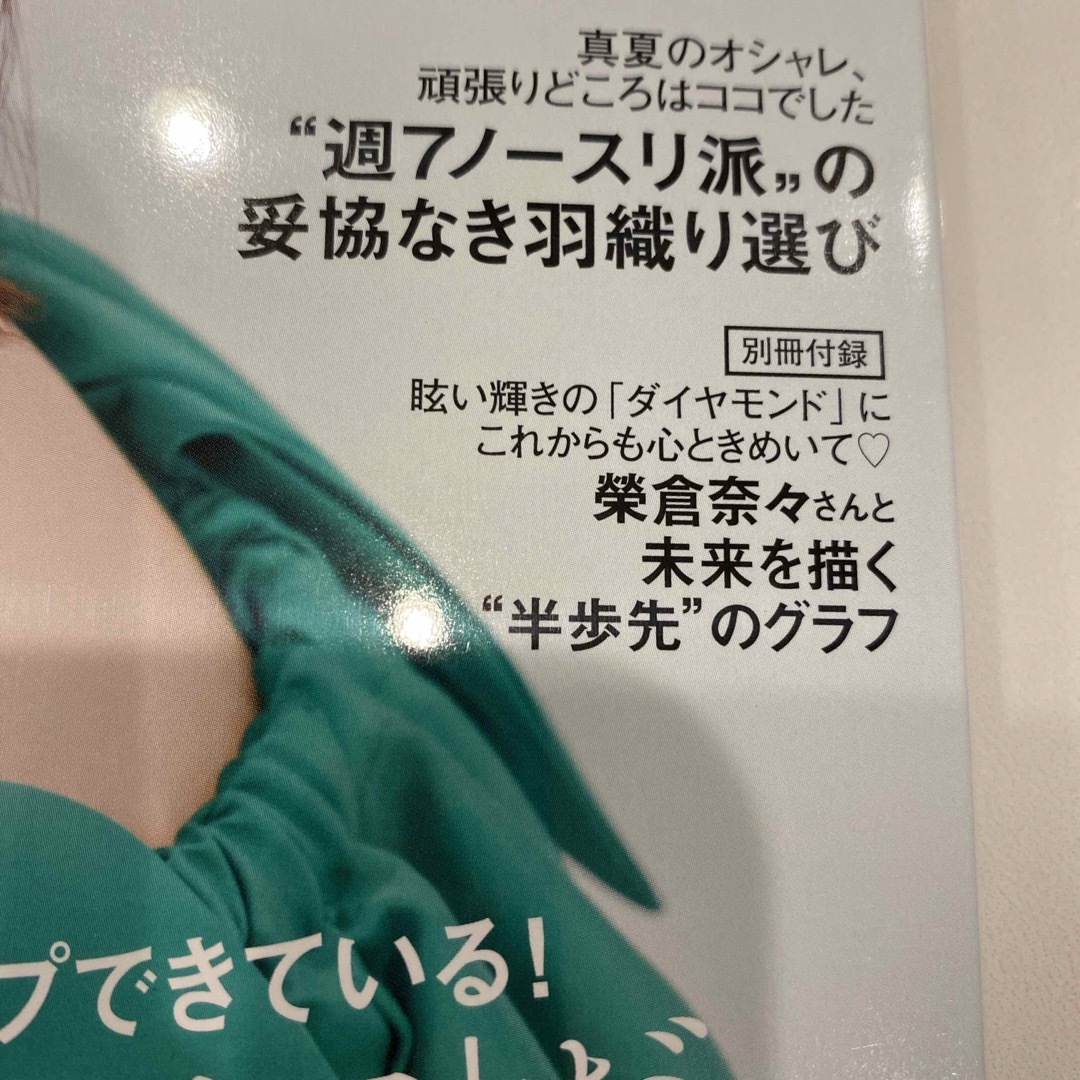 真夏のオシャレ、
頑張りどころはココでした
“週7ノースリ派„の
妥協なき羽織り選び
別冊付録
眩い輝きの「ダイヤモンド」に
これからも心ときめいて♡
榮倉奈々さんと
未来を描く
“半歩先”のグラフ
プできている!